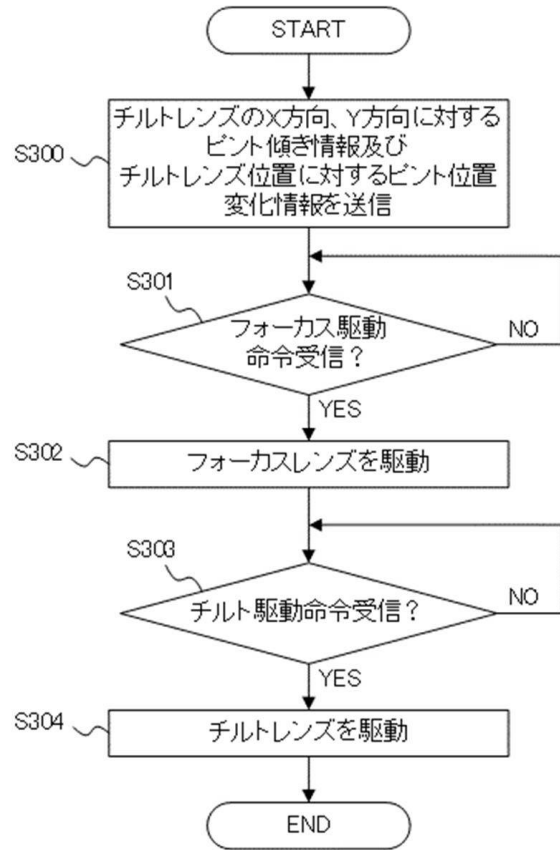 START
S300
チルトレンズのX方向、Y方向に対する
ピント傾き情報及び
チルトレンズ位置に対するピント位置
変化情報を送信
S301
フォーカス駆動
命令受信？
NO
YES
S302
フォーカスレンズを駆動
S303
チルト駆動命令受信？
NO
YES
S304
チルトレンズを駆動
END